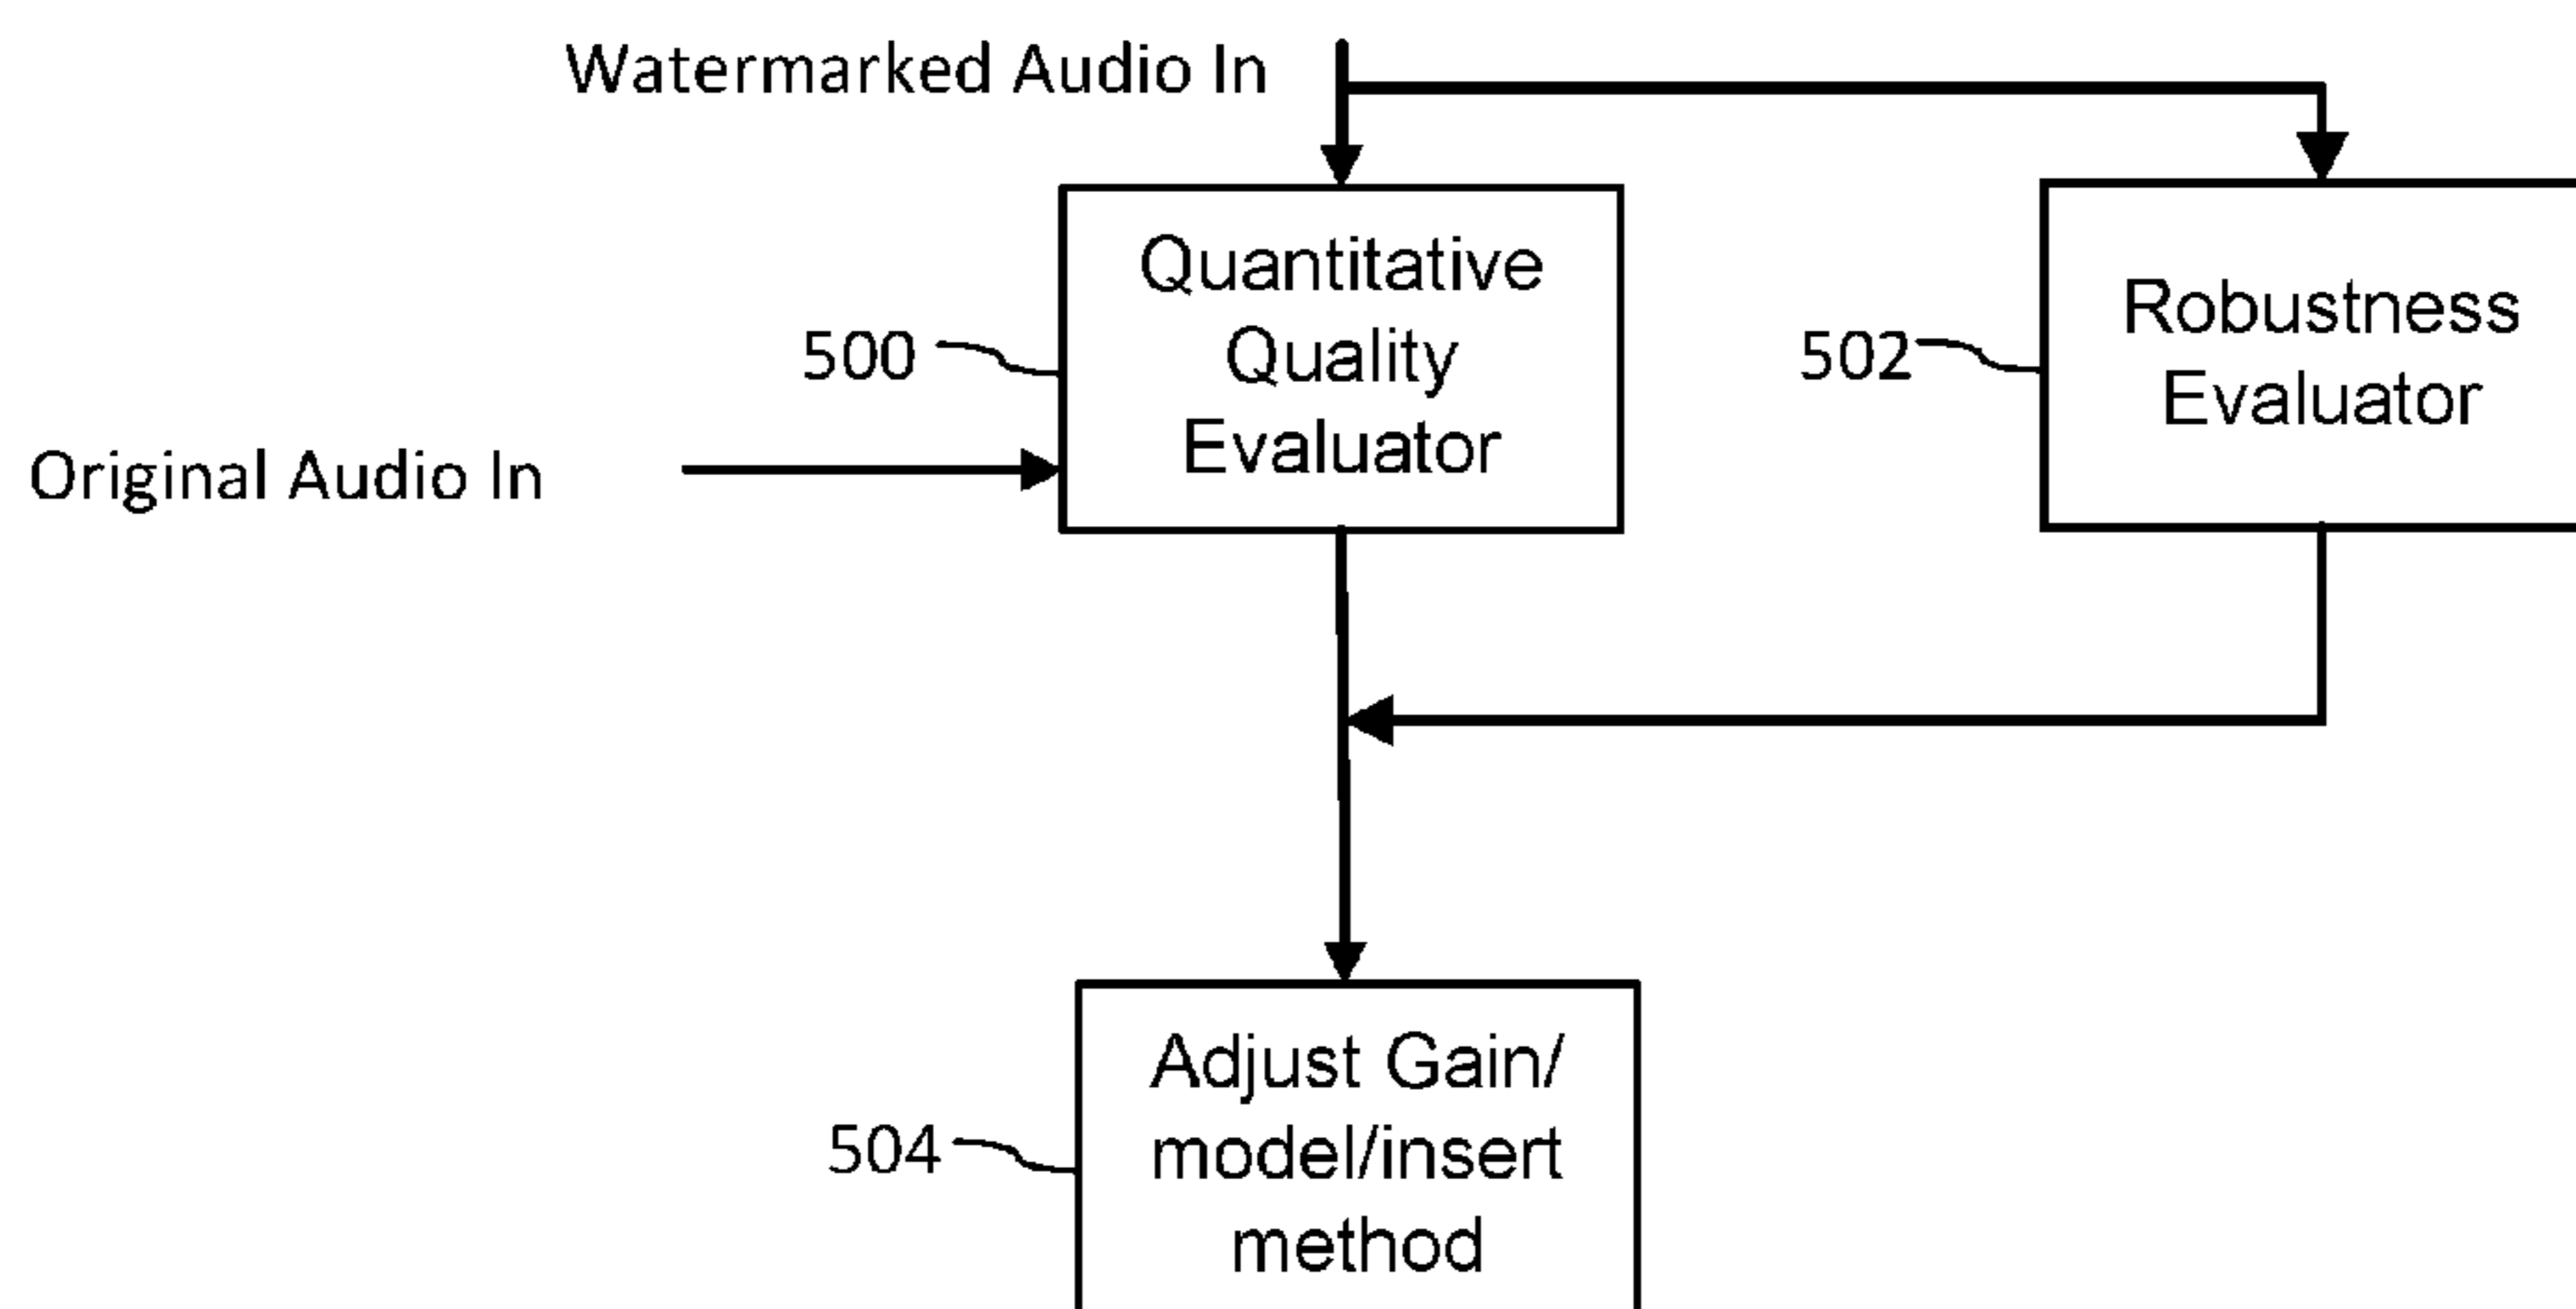 Watermarked Audio In
Quantitative
Quality
Evaluator
500
Robustness
Evaluator
502
Original Audio In
Adjust Gain/
model/insert
method
504